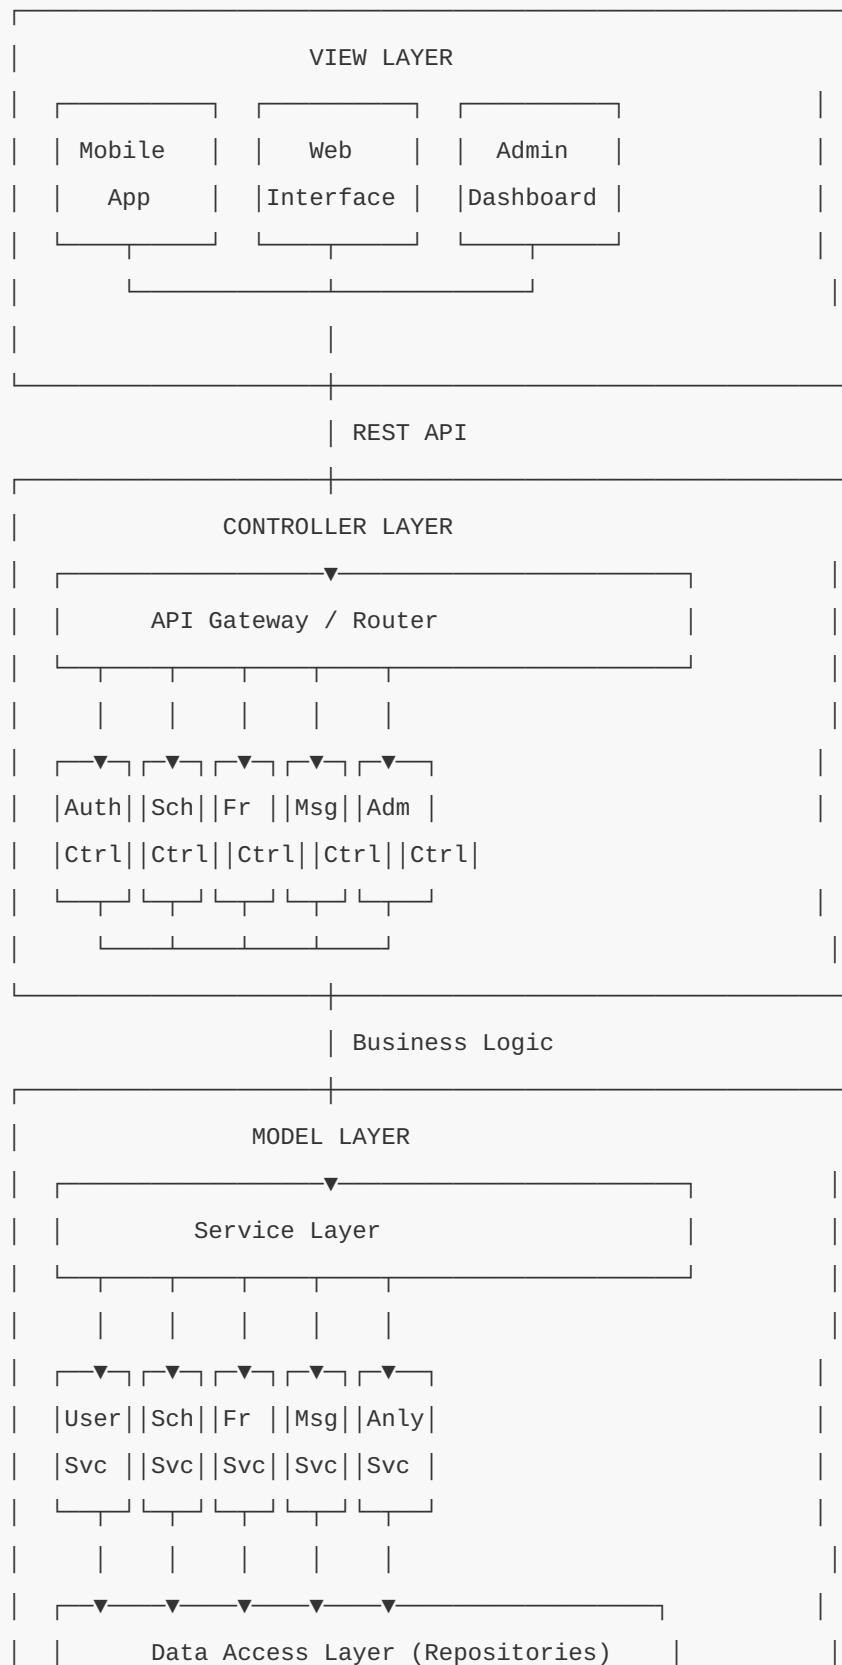 VIEW LAYER
Mobile Web Admin
App Interface Dashboard
REST API
CONTROLLER LAYER
▼
API Gateway / Router
▼ ▼ ▼ ▼ ▼
Auth Sch Fr Msg Adm
Ctrl Ctrl Ctrl Ctrl Ctrl
Business Logic
MODEL LAYER
▼
Service Layer
▼ ▼ ▼ ▼ ▼
User Sch Fr Msg Anly
Svc Svc Svc Svc Svc
▼ ▼ ▼ ▼ ▼
Data Access Layer (Repositories)